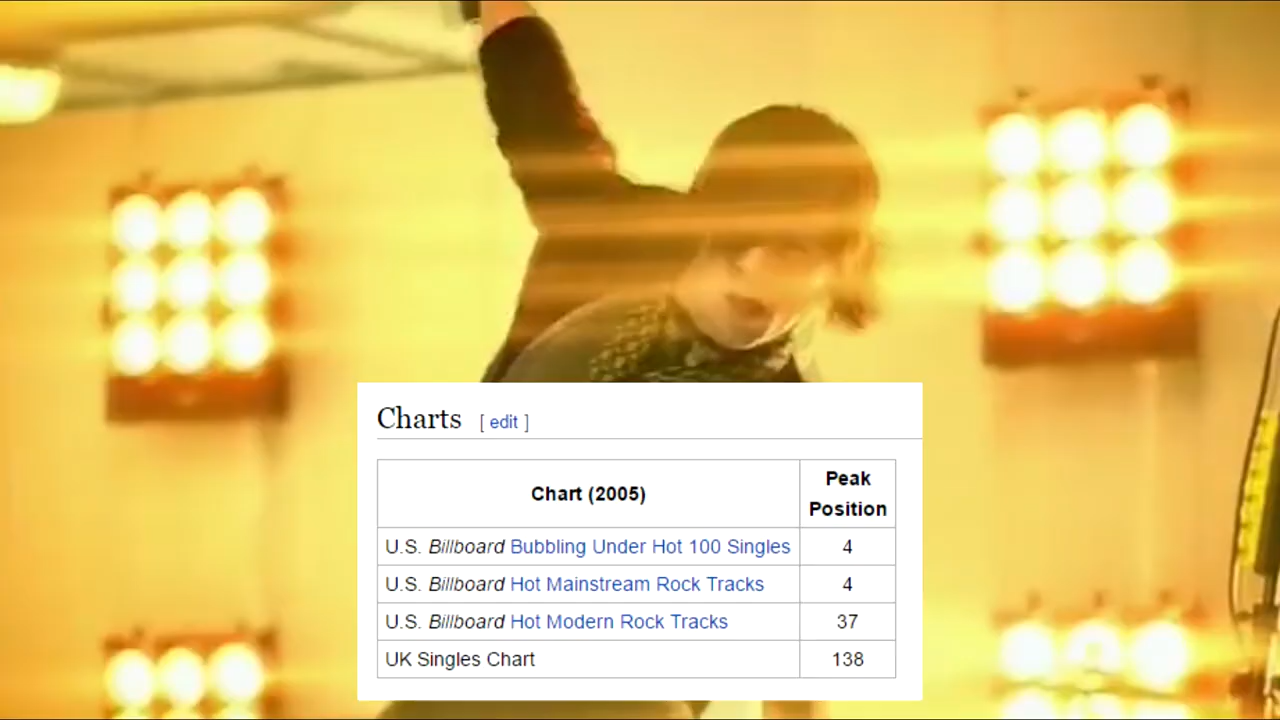 Charts [ edit ]
Chart (2005) Peak Position
U.S. Billboard Bubbling Under Hot 100 Singles 4
U.S. Billboard Hot Mainstream Rock Tracks 4
U.S. Billboard Hot Modern Rock Tracks 37
UK Singles Chart 138